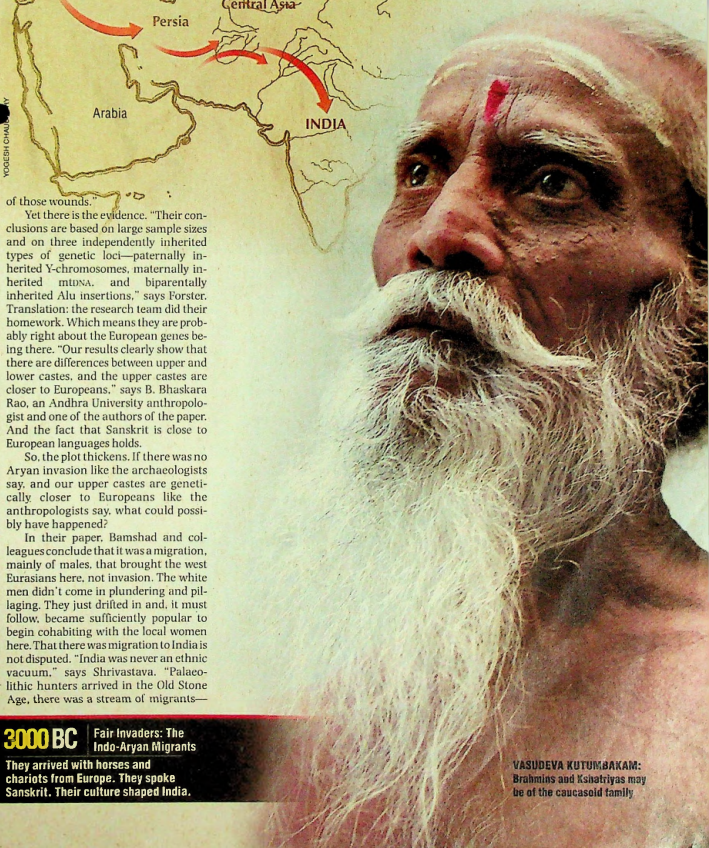 Central Asia
Persia
Arabia
INDIA
of those wounds."
Yet there is the evidence. "Their con-
clusions are based on large sample sizes
and on three independently inherited
types of genetic loci—paternally in-
herited Y-chromosomes, maternally in-
herited mtDNA, and biparentally
inherited Alu insertions," says Forster.
Translation: the research team did their
homework. Which means they are prob-
ably right about the European genes be-
ing there. "Our results clearly show that
there are differences between upper and
lower castes, and the upper castes are
closer to Europeans," says B. Bhaskara
Rao, an Andhra University anthropolo-
gist and one of the authors of the paper.
And the fact that Sanskrit is close to
European languages holds.
So, the plot thickens. If there was no
Aryan invasion like the archaeologists
say, and our upper castes are geneti-
cally closer to Europeans like the
anthropologists say, what could possi-
bly have happened?
In their paper, Bamshad and col-
leagues conclude that it was a migration,
mainly of males, that brought the west
Eurasians here, not invasion. The white
men didn't come in plundering and pil-
laging. They just drifted in and, it must
follow, became sufficiently popular to
begin cohabiting with the local women
here. That there was migration to India is
not disputed. "India was never an ethnic
vacuum," says Shrivastava. "Palaeo-
lithic hunters arrived in the Old Stone
Age, there was a stream of migrants—
3000 BC
Fair Invaders: The
Indo-Aryan Migrants
They arrived with horses and
chariots from Europe. They spoke
Sanskrit. Their culture shaped India.
VASUDEVA KUTUMBAKAM:
Brahmins and Kshatriyas may
be of the caucasoid family
YOGESH